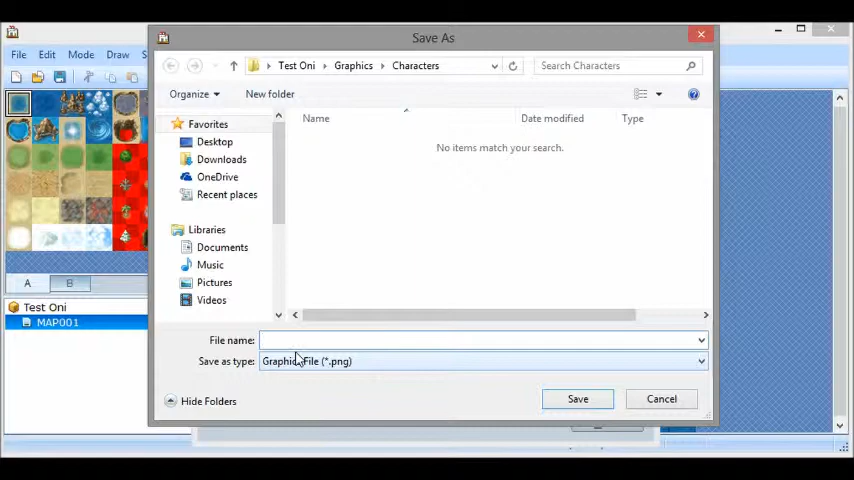 Save As
File Edit Mode Draw S
Test Oni Graphics Characters
Search Characters
Organize New folder
Favorites
Desktop
Downloads
OneDrive
Recent places
Libraries
Documents
Music
Pictures
Videos
Name Date modified Type
No items match your search.
A B
Test Oni
MAP001
File name:
Save as type: Graphic File (*.png)
Hide Folders
Save Cancel